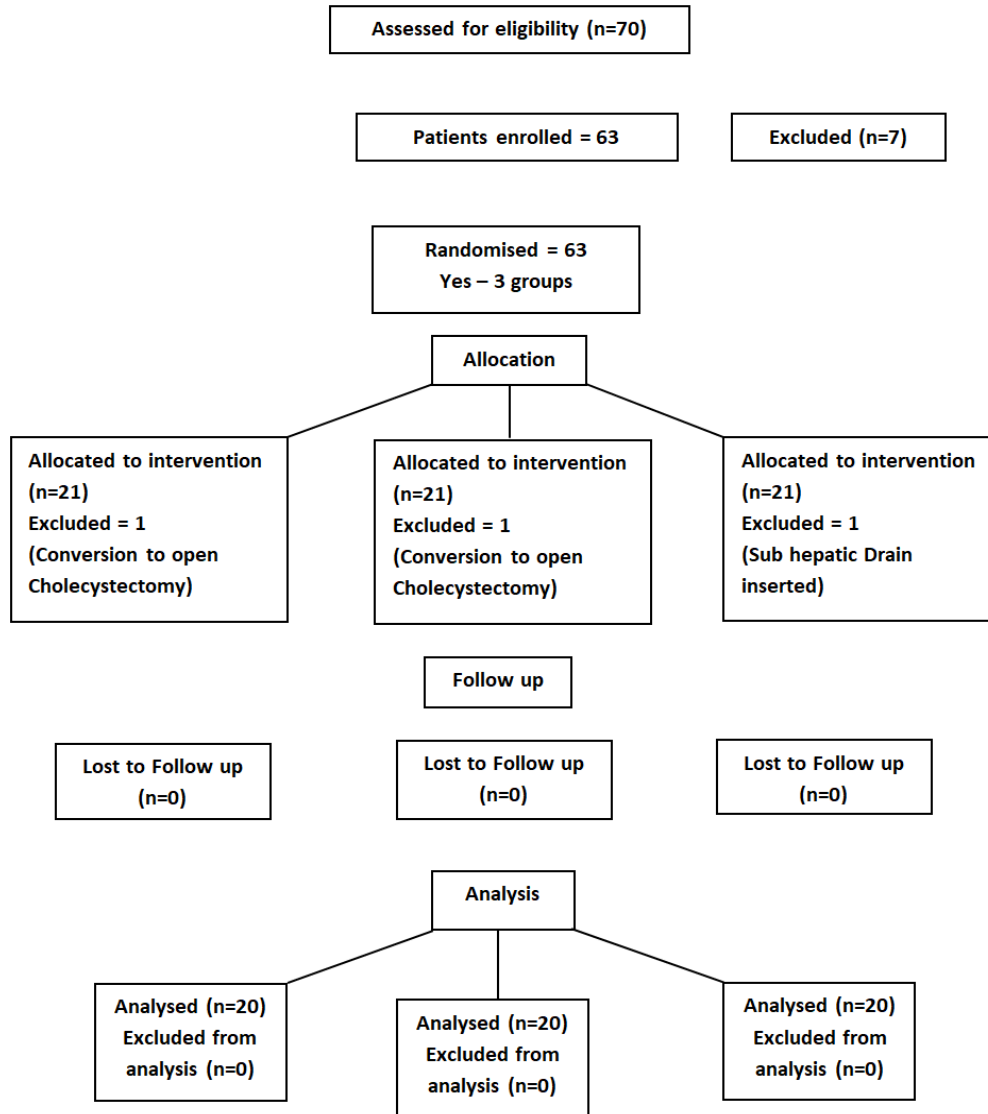 Assessed for eligibility (n=70)
Patients enrolled = 63
Excluded (n=7)
Randomised = 63
Yes – 3 groups
Allocation
Allocated to intervention
(n=21)
Excluded = 1
(Conversion to open
Cholecystectomy)
Allocated to intervention
(n=21)
Excluded = 1
(Conversion to open
Cholecystectomy)
Allocated to intervention
(n=21)
Excluded = 1
(Sub hepatic Drain
inserted)
Follow up
Lost to Follow up
(n=0)
Lost to Follow up
(n=0)
Lost to Follow up
(n=0)
Analysis
Analysed (n=20)
Excluded from
analysis (n=0)
Analysed (n=20)
Excluded from
analysis (n=0)
Analysed (n=20)
Excluded from
analysis (n=0)